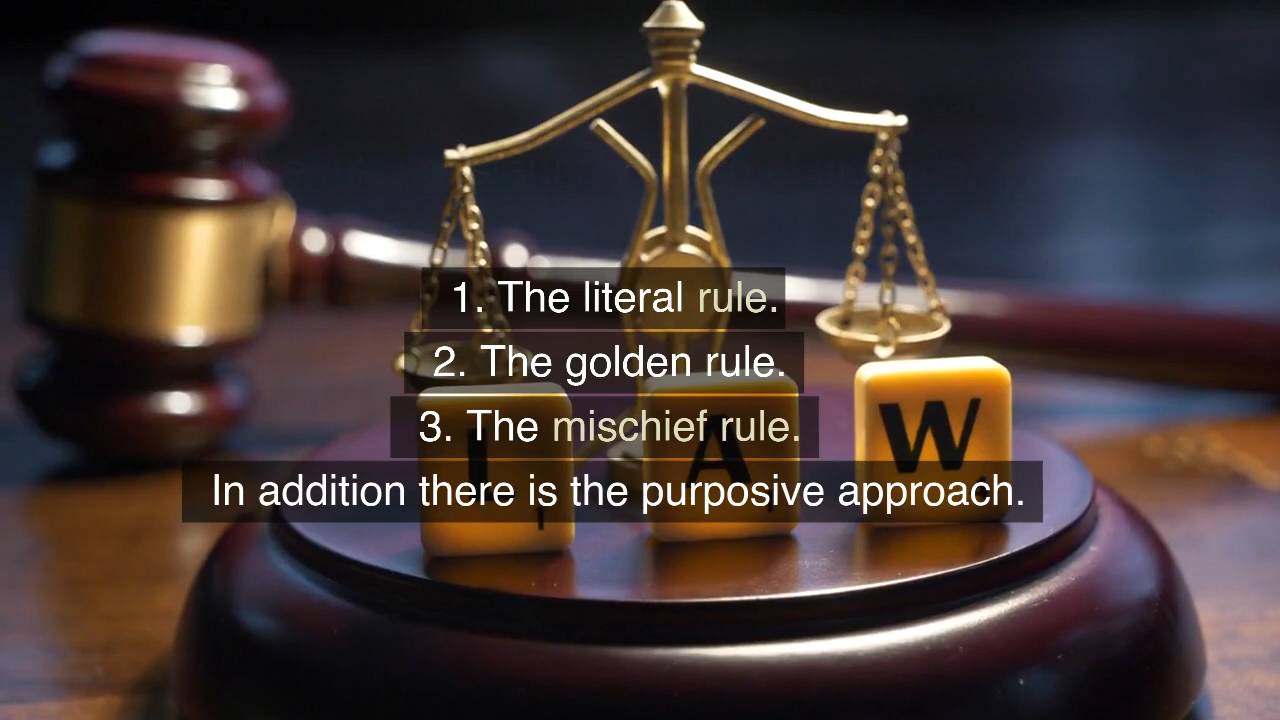 1. The literal rule.
2. The golden rule.
3. The mischief rule.
In addition there is the purposive approach.
L A W